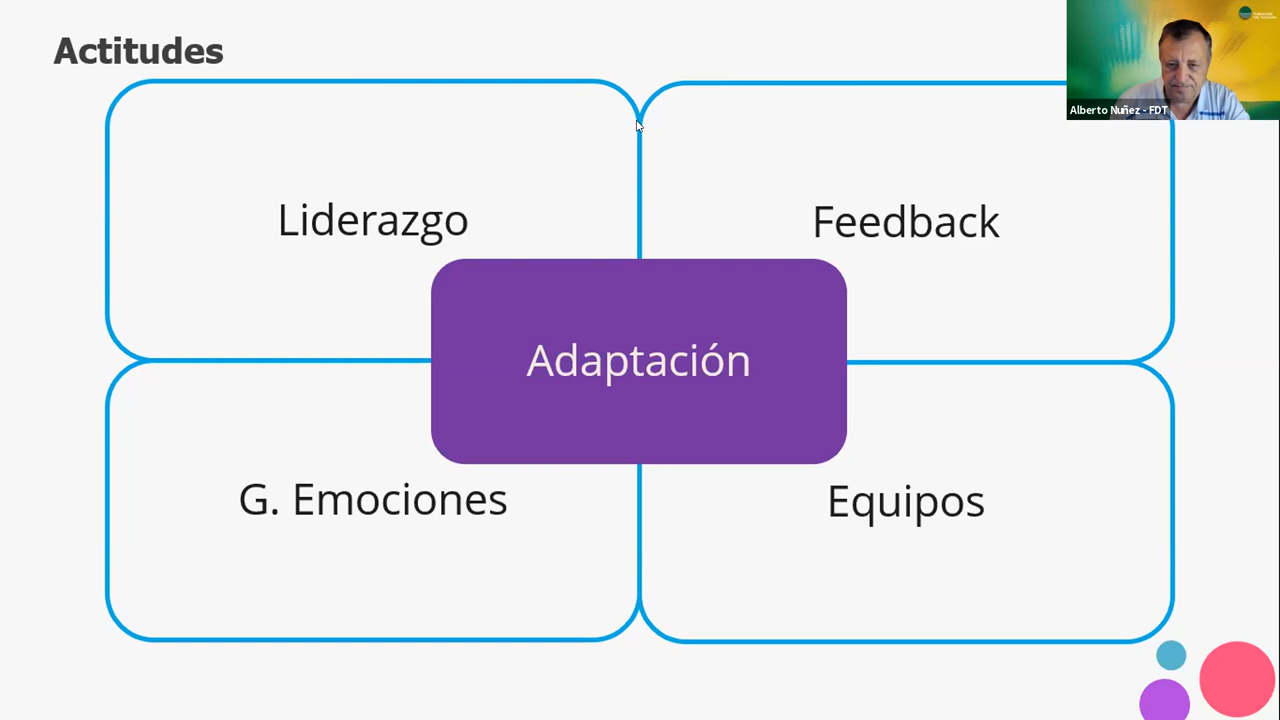 Actitudes
Alberto Nuñez - FDT
Liderazgo
Feedback
Adaptación
G. Emociones
Equipos